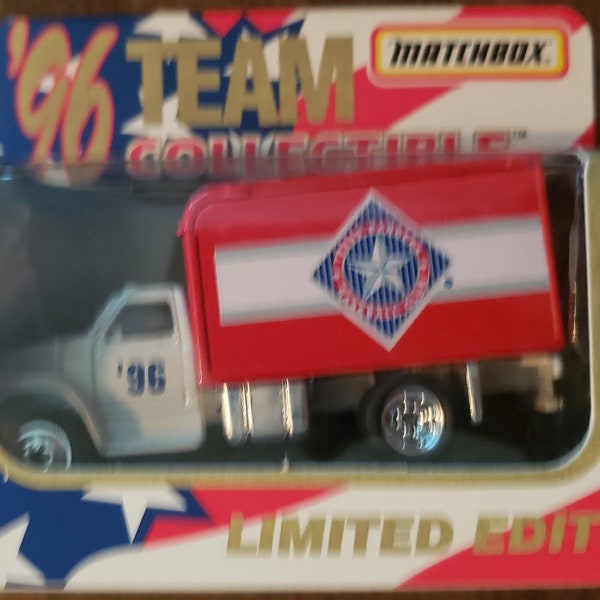 '96 TEAM
MATCHBOX
COLLECTIBLE™
'96
LIMITED EDIT